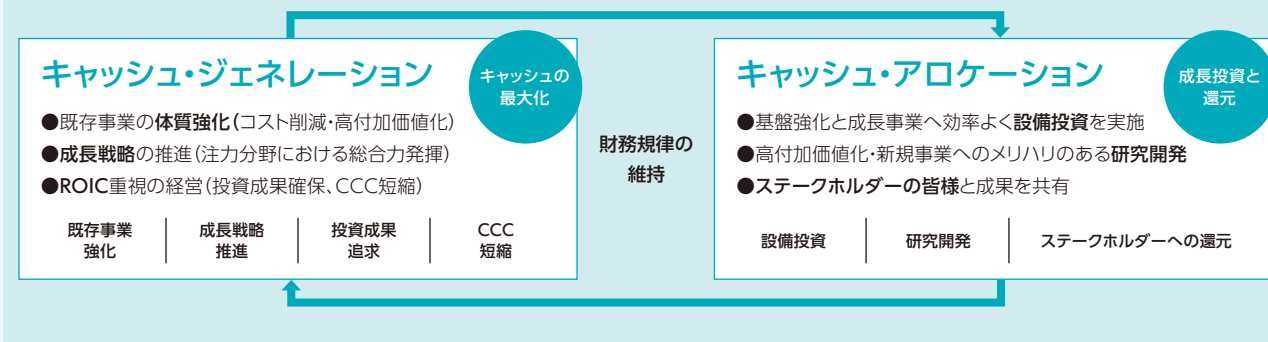 キャッシュ・ジェネレーション
キャッシュの
最大化
●既存事業の体質強化(コスト削減・高付加価値化)
●成長戦略の推進(注力分野における総合力発揮)
●ROIC重視の経営(投資成果確保、CCC短縮)
既存事業
強化
成長戦略
推進
投資成果
追求
CCC
短縮
財務規律の
維持
キャッシュ・アロケーション
成長投資と
還元
●基盤強化と成長事業へ効率よく設備投資を実施
●高付加価値化・新規事業へのメリハリのある研究開発
●ステークホルダーの皆様と成果を共有
設備投資
研究開発
ステークホルダーへの還元